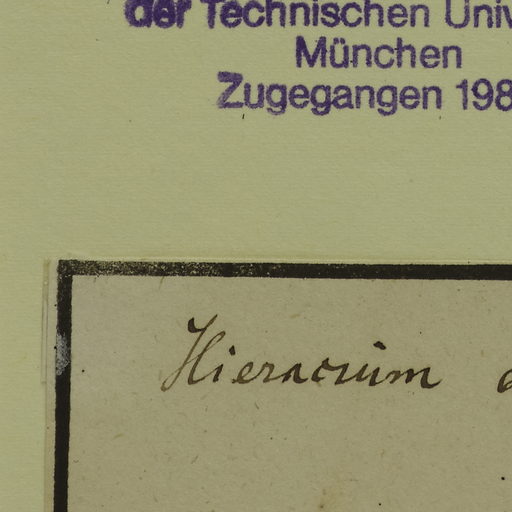 der Technischen Univ
München
Zugegangen 198
Hieracium